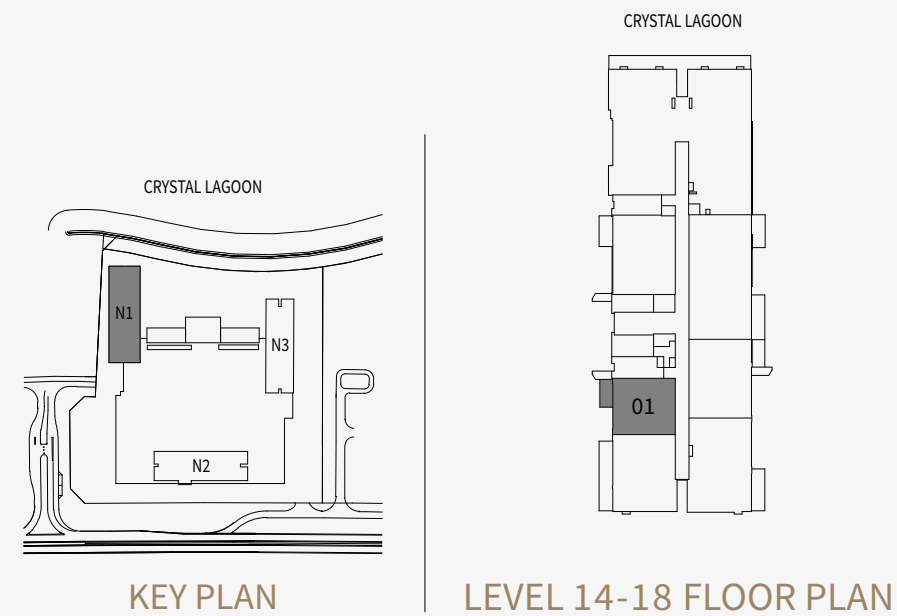 CRYSTAL LAGOON
N1
N3
N2
KEY PLAN
CRYSTAL LAGOON
01
LEVEL 14-18 FLOOR PLAN